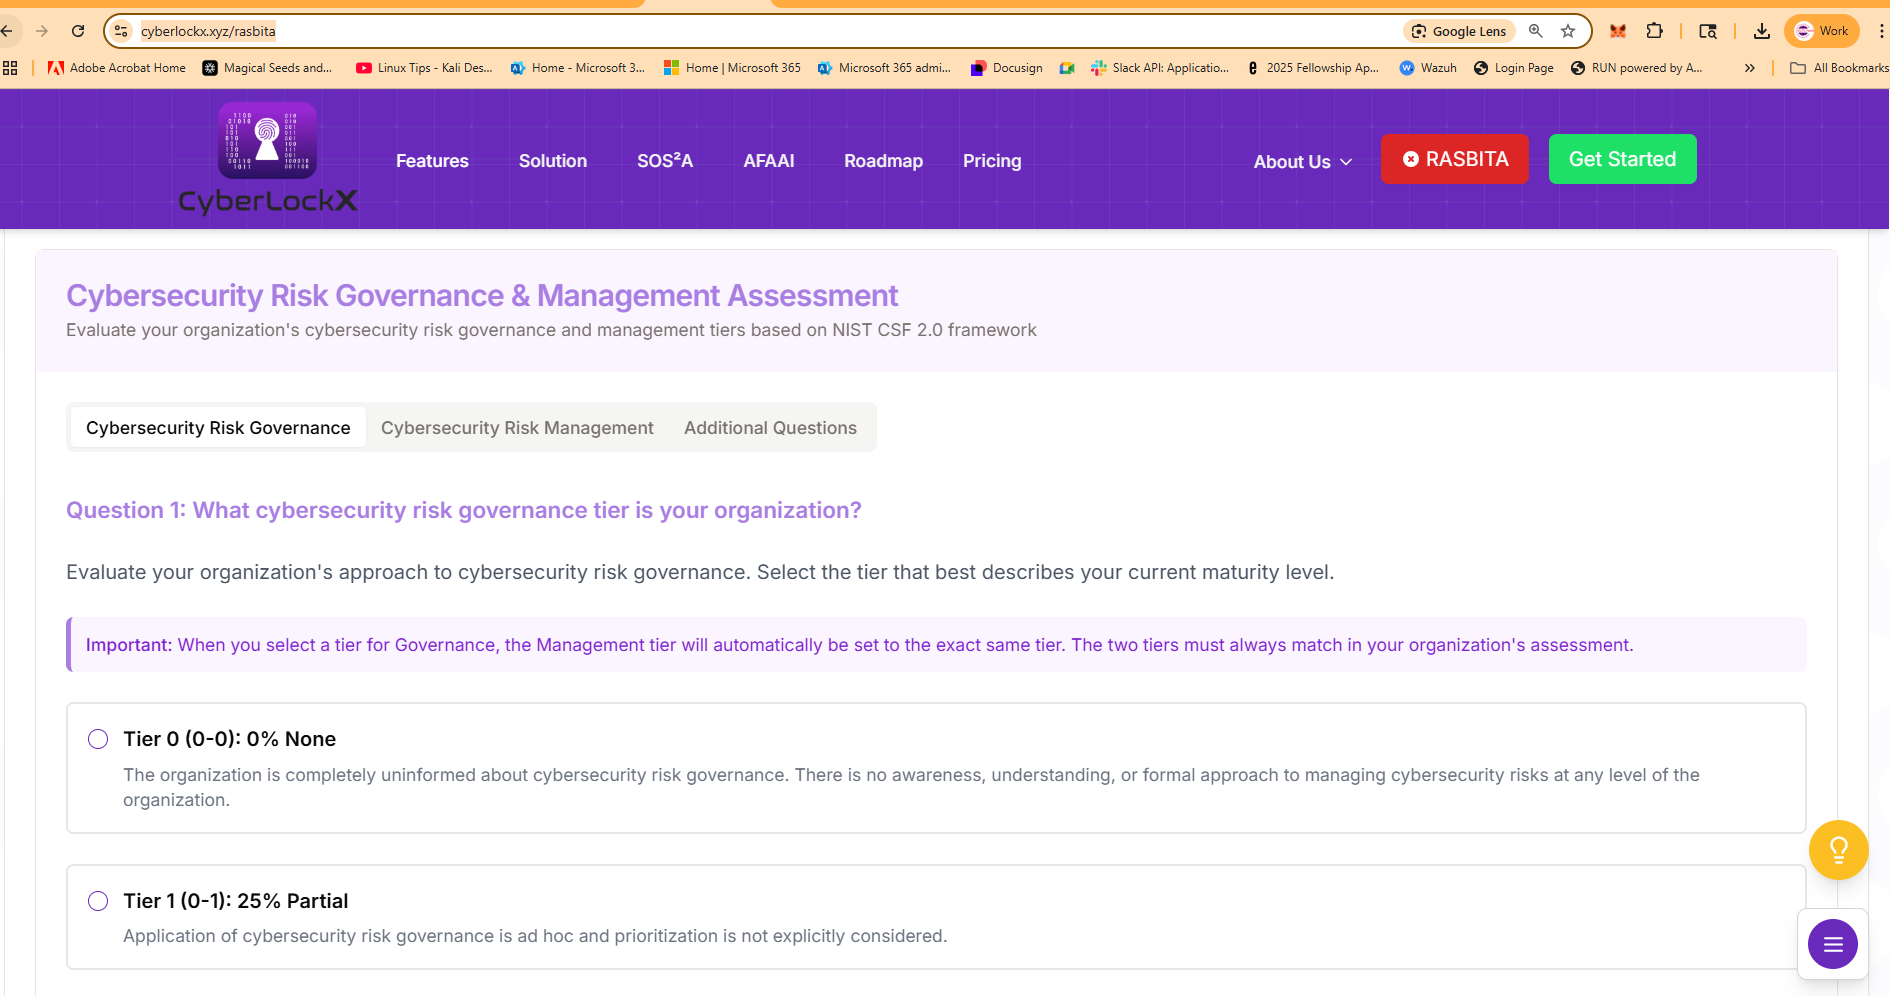 cyberlockx.xyz/rasbita
Google Lens
Work
Adobe Acrobat Home
Magical Seeds and...
Linux Tips - Kali Des...
Home - Microsoft 3...
Home | Microsoft 365
Microsoft 365 admi...
Docusign
Slack API: Applicatio...
2025 Fellowship Ap...
Wazuh
Login Page
RUN powered by A...
»
All Bookmarks
CyberLockX
Features
Solution
SOS²A
AFAAI
Roadmap
Pricing
About Us
RASBITA
Get Started
Cybersecurity Risk Governance & Management Assessment
Evaluate your organization's cybersecurity risk governance and management tiers based on NIST CSF 2.0 framework
Cybersecurity Risk Governance
Cybersecurity Risk Management
Additional Questions
Question 1: What cybersecurity risk governance tier is your organization?
Evaluate your organization's approach to cybersecurity risk governance. Select the tier that best describes your current maturity level.
Important: When you select a tier for Governance, the Management tier will automatically be set to the exact same tier. The two tiers must always match in your organization's assessment.
Tier 0 (0-0): 0% None
The organization is completely uninformed about cybersecurity risk governance. There is no awareness, understanding, or formal approach to managing cybersecurity risks at any level of the
organization.
Tier 1 (0-1): 25% Partial
Application of cybersecurity risk governance is ad hoc and prioritization is not explicitly considered.